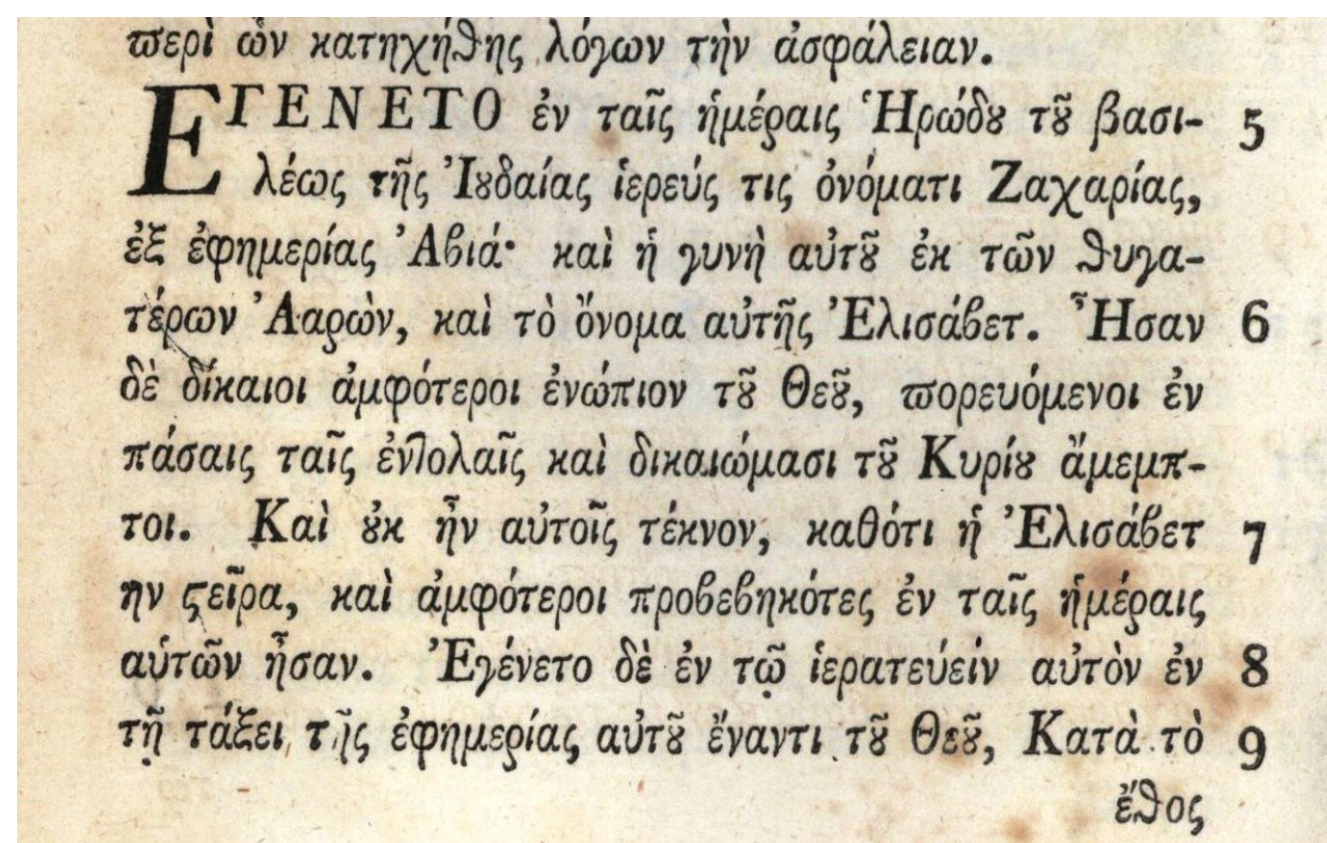 ϖερὶ ὧν κατηχήθης λόγων τὴν ἀσφάλειαν.
ΕΓΕΝΕΤΟ ἐν ταῖς ἡμέραις Ἡρώδȣ τȣ͂ βασι- 5
λέως τῆς Ἰȣδαίας ἱερεύς τις ὀνόματι Ζαχαρίας,
ἐξ ἐφημερίας Ἀϐιά· καὶ ἡ γυνὴ αὐτȣ͂ ἐκ τῶν ϑυγα-
τέρων Ἀαρὼν, καὶ τὸ ὄνομα αὐτῆς Ἐλισάϐετ. Ἦσαν 6
δὲ δίκαιοι ἀμφότεροι ἐνώπιον τȣ͂ Θεȣ͂, ϖορευόμενοι ἐν
πάσαις ταῖς ἐντολαῖς καὶ δικαιώμασι τȣ͂ Κυρίȣ ἄμεμπ-
τοι. Καὶ ȣ̓κ ἦν αὐτοῖς τέκνον, καθότι ἡ Ἐλισάϐετ 7
ην ϛεῖρα, καὶ ἀμφότεροι προϐεϐηκότες ἐν ταῖς ἡμέραις
αὑτῶν ἦσαν. Ἐγένετο δὲ ἐν τῷ ἱερατεύειν αὐτὸν ἐν 8
τῇ τάξει τῆς ἐφημερίας αὐτȣ͂ ἔναντι τȣ͂ Θεȣ͂, Κατὰ τὸ 9
ἔϑος